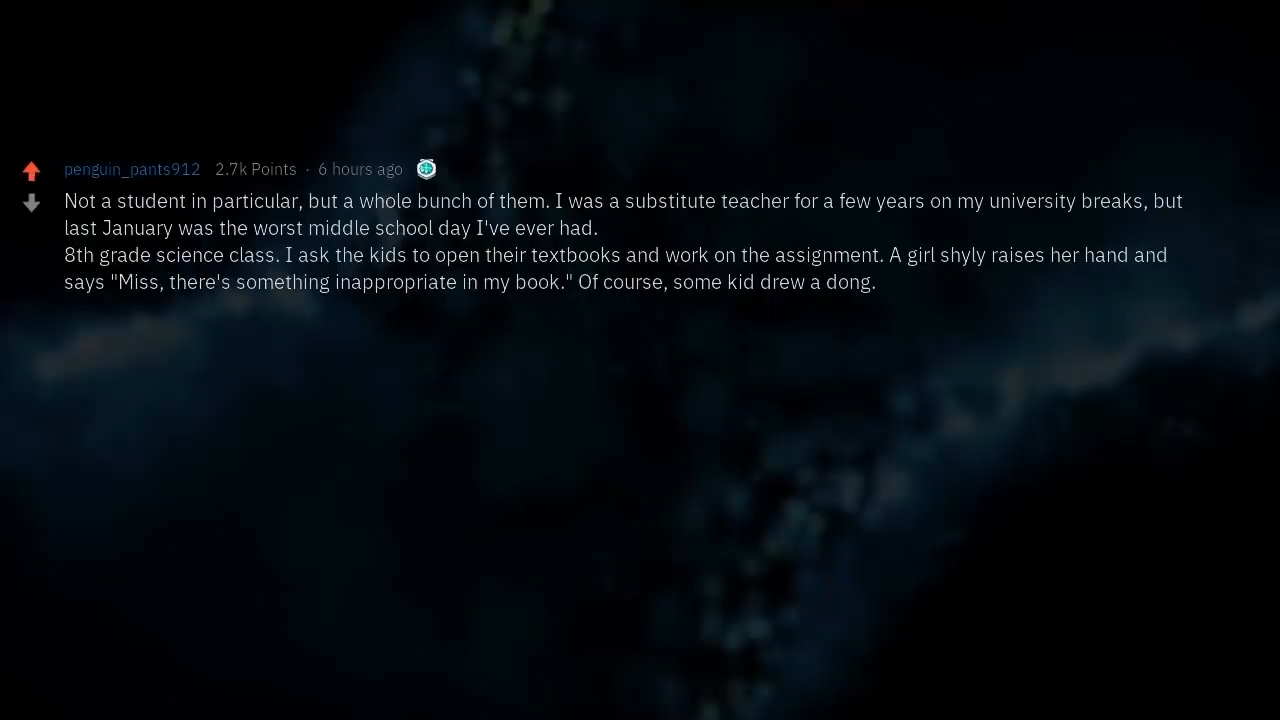 penguin_pants912 2.7k Points · 6 hours ago
Not a student in particular, but a whole bunch of them. I was a substitute teacher for a few years on my university breaks, but
last January was the worst middle school day I've ever had.
8th grade science class. I ask the kids to open their textbooks and work on the assignment. A girl shyly raises her hand and
says "Miss, there's something inappropriate in my book." Of course, some kid drew a dong.